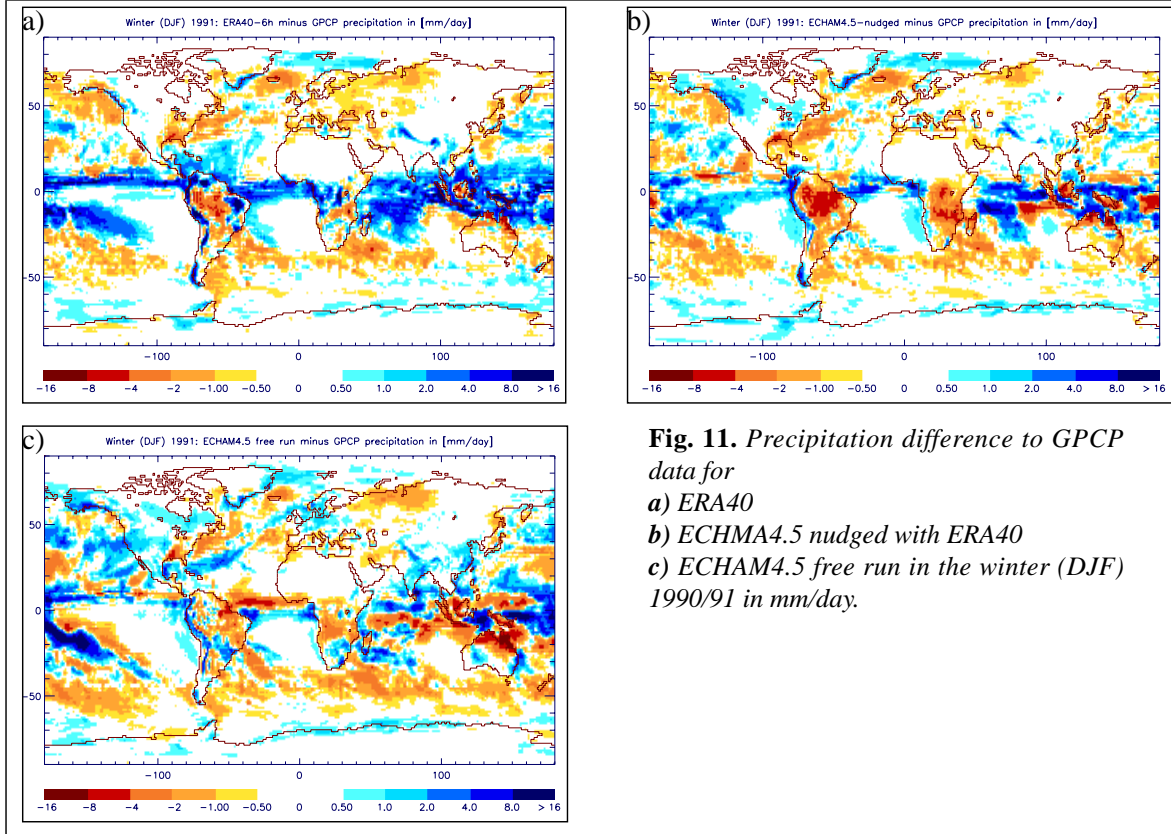 a)
Winter (DJF) 1991: ERA40-6h minus GPCP precipitation in [mm/day]
50
0
-50
-100 0 100
-16 -8 -4 -2 -1.00 -0.50 0 0.50 1.0 2.0 4.0 8.0 > 16
b)
Winter (DJF) 1991: ECHAM4.5-nudged minus GPCP precipitation in [mm/day]
50
0
-50
-100 0 100
-16 -8 -4 -2 -1.00 -0.50 0 0.50 1.0 2.0 4.0 8.0 > 16
c)
Winter (DJF) 1991: ECHAM4.5 free run minus GPCP precipitation in [mm/day]
50
0
-50
-100 0 100
-16 -8 -4 -2 -1.00 -0.50 0 0.50 1.0 2.0 4.0 8.0 > 16
Fig. 11. Precipitation difference to GPCP
data for
a) ERA40
b) ECHMA4.5 nudged with ERA40
c) ECHAM4.5 free run in the winter (DJF)
1990/91 in mm/day.